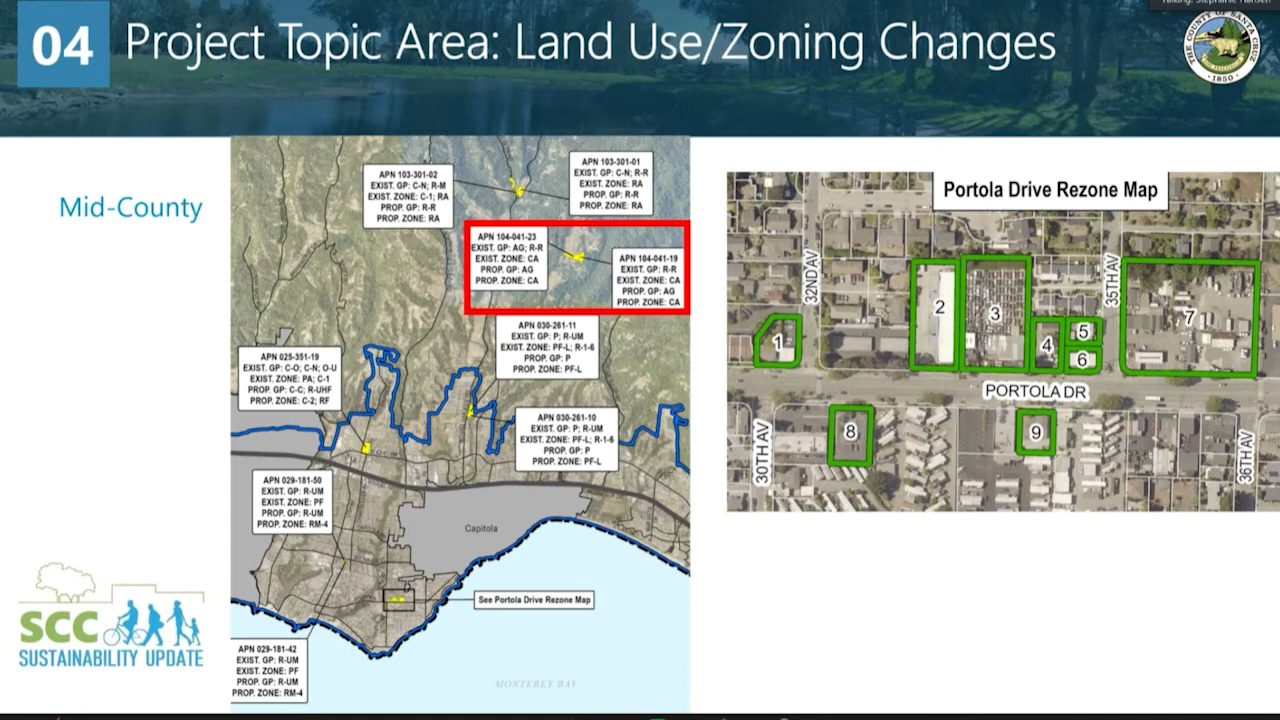 Talking: Stephanie Hansen
04 Project Topic Area: Land Use/Zoning Changes
THE COUNTY OF SANTA CRUZ
1850
Mid-County
APN 103-301-02
EXIST. GP: C-N; R-M
EXIST. ZONE: C-1; RA
PROP. GP: R-R
PROP. ZONE: RA
APN 103-301-01
EXIST. GP: C-N; R-R
EXIST. ZONE: RA
PROP. GP: R-R
PROP. ZONE: RA
APN 104-041-23
EXIST. GP: AG; R-R
EXIST. ZONE: CA
PROP. GP: AG
PROP. ZONE: CA
APN 104-041-19
EXIST. GP: R-R
EXIST. ZONE: CA
PROP. GP: AG
PROP. ZONE: CA
APN 030-261-11
EXIST. GP: P; R-UM
EXIST. ZONE: PF-L; R-1-6
PROP. GP: P
PROP. ZONE: PF-L
APN 025-351-19
EXIST. GP: C-O; C-N; O-U
EXIST. ZONE: PA; C-1
PROP. GP: C-C; R-UHF
PROP. ZONE: C-2; RF
APN 030-261-10
EXIST. GP: P; R-UM
EXIST. ZONE: PF-L; R-1-6
PROP. GP: P
PROP. ZONE: PF-L
APN 029-181-50
EXIST. GP: R-UM
EXIST. ZONE: PF
PROP. GP: R-UM
PROP. ZONE: RM-4
Capitola
See Portola Drive Rezone Map
APN 029-181-42
EXIST. GP: R-UM
EXIST. ZONE: PF
PROP. GP: R-UM
PROP. ZONE: RM-4
MONTEREY BAY
Portola Drive Rezone Map
32ND AV
35TH AV
1
2
3
4
5
6
7
PORTOLA DR
8
9
30TH AV
36TH AV
SCC
SUSTAINABILITY UPDATE